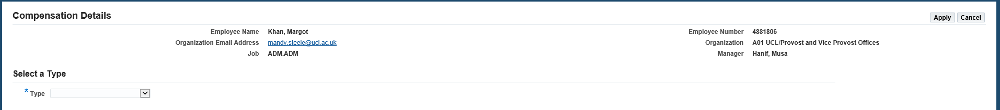 Compensation Details
Apply Cancel
Employee Name Khan, Margot Employee Number 4881806
Organization Email Address mandy.steele@ucl.ac.uk Organization A01 UCL/Provost and Vice Provost Offices
Job ADM.ADM Manager Hanif, Musa
Select a Type
* Type